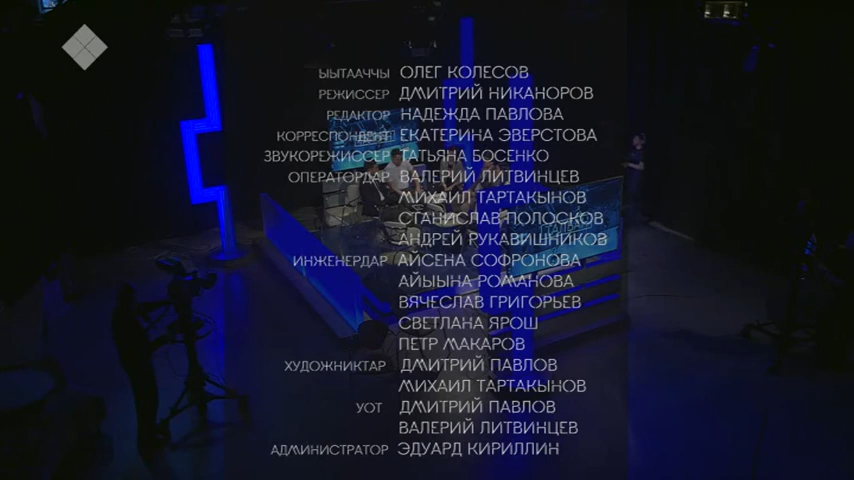 ЫЫТААЧЧЫ ОЛЕГ КОЛЕСОВ
РЕЖИССЕР ДМИТРИЙ НИКАНОРОВ
РЕДАКТОР НАДЕЖДА ПАВЛОВА
КОРРЕСПОНДЕНТ ЕКАТЕРИНА ЭВЕРСТОВА
ЗВУКОРЕЖИССЕР ТАТЬЯНА БОСЕНКО
ОПЕРАТОРДАР ВАЛЕРИЙ ЛИТВИНЦЕВ
МИХАИЛ ТАРТАКЫНОВ
СТАНИСЛАВ ПОЛОСКОВ
АНДРЕЙ РУКАВИШНИКОВ
ИНЖЕНЕРДАР АЙСЕНА СОФРОНОВА
АЙЫЫНА РОМАНОВА
ВЯЧЕСЛАВ ГРИГОРЬЕВ
СВЕТЛАНА ЯРОШ
ПЕТР МАКАРОВ
ХУДОЖНИКТАР ДМИТРИЙ ПАВЛОВ
МИХАИЛ ТАРТАКЫНОВ
УОТ ДМИТРИЙ ПАВЛОВ
ВАЛЕРИЙ ЛИТВИНЦЕВ
АДМИНИСТРАТОР ЭДУАРД КИРИЛЛИН